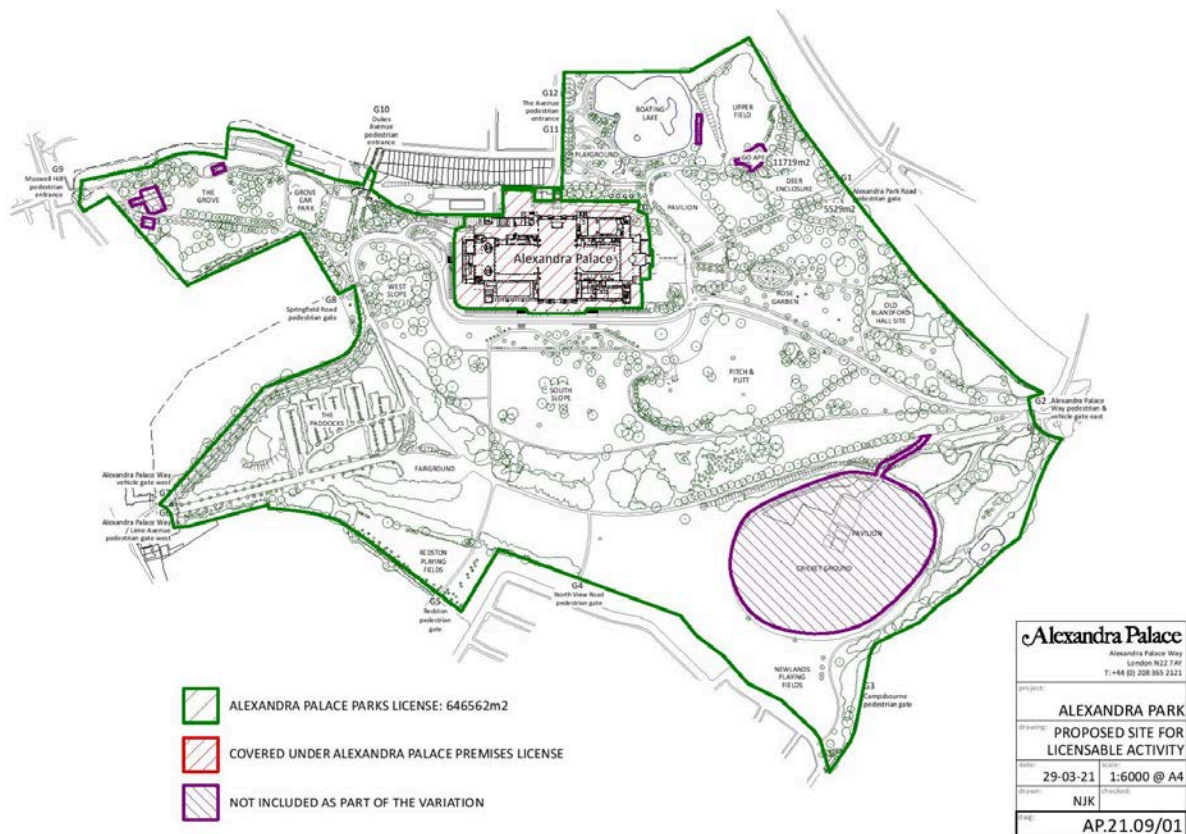 G12
The Avenue
pedestrian
entrance
G11
G10
Dukes
Avenue
pedestrian
entrance
BOATING
LAKE
UPPER
FIELD
PLAYGROUND
GO APE
11719m2
DEER
ENCLOSURE
G1
Alexandra Park Road
pedestrian gate
5529m2
G9
Muswell Hill
pedestrian
entrance
THE
GROVE
GROVE
CAR
PARK
PAVILION
Alexandra Palace
WEST
SLOPE
ROSE
GARDEN
OLD
BLANDFORD
HALL SITE
G8
Springfield Road
pedestrian gate
PITCH &
PUTT
SOUTH
SLOPE
G2
Alexandra Palace
Way pedestrian &
vehicle gate east
THE
PADDOCKS
FAIRGROUND
Alexandra Palace Way
vehicle gate west
G7
G6
Alexandra Palace Way
/ Lime Avenue
pedestrian gate west
PAVILION
CRICKET GROUND
REDSTON
PLAYING
FIELDS
G5
Redston
pedestrian
gate
G4
North View Road
pedestrian gate
NEWLANDS
PLAYING
FIELDS
G3
Campsbourne
pedestrian gate
ALEXANDRA PALACE PARKS LICENSE: 646562m2
COVERED UNDER ALEXANDRA PALACE PREMISES LICENSE
NOT INCLUDED AS PART OF THE VARIATION
Alexandra Palace
Alexandra Palace Way
London N22 7AY
T: +44 (0) 208 365 2121
project:
ALEXANDRA PARK
drawing:
PROPOSED SITE FOR
LICENSABLE ACTIVITY
date:
29-03-21
scale:
1:6000 @ A4
drawn:
NJK
checked:
dwg:
AP.21.09/01